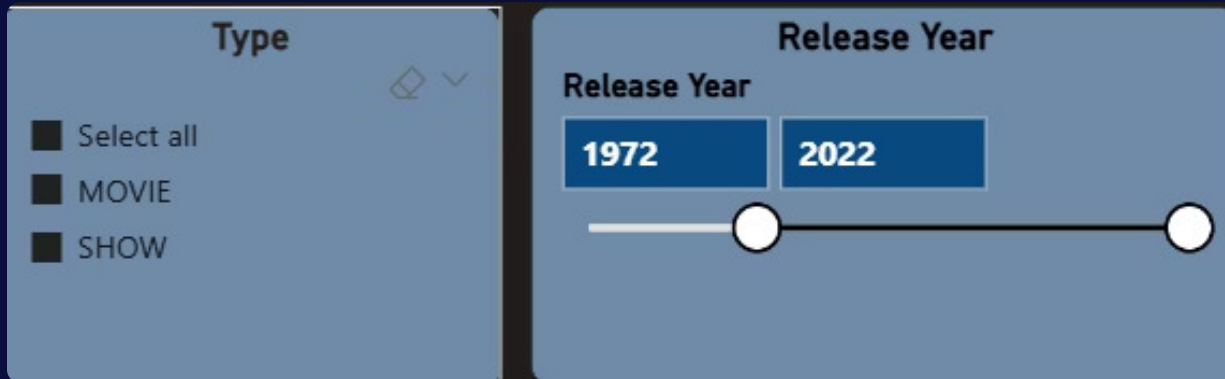 Type
Select all
MOVIE
SHOW
Release Year
Release Year
1972 2022